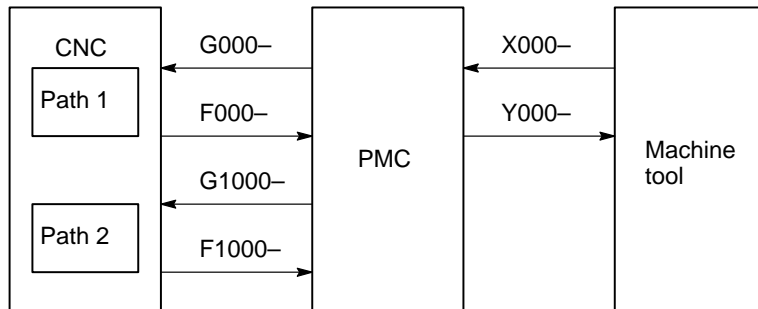 CNC
G000–
X000–
Path 1
F000–
Y000–
PMC
Machine
tool
G1000–
Path 2
F1000–